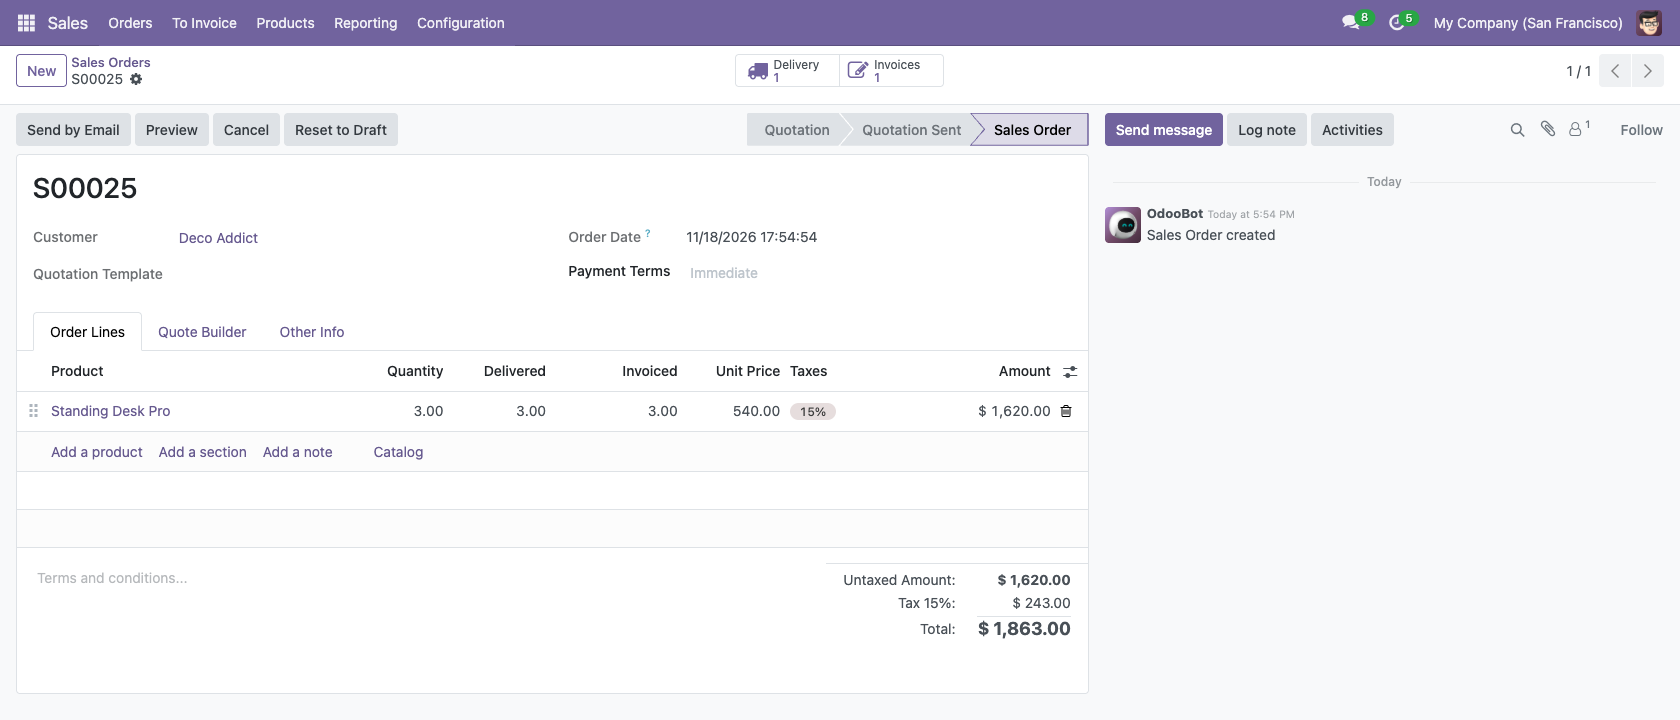 Sales Orders To Invoice Products Reporting Configuration 8 5 My Company (San Francisco)
New Sales Orders
S00025
Delivery 1 Invoices 1
1 / 1
Send by Email Preview Cancel Reset to Draft Quotation Quotation Sent Sales Order Send message Log note Activities 1 Follow
S00025
Customer Deco Addict Order Date ? 11/18/2026 17:54:54
Quotation Template Payment Terms Immediate
Order Lines Quote Builder Other Info
Product Quantity Delivered Invoiced Unit Price Taxes Amount
Standing Desk Pro 3.00 3.00 3.00 540.00 15% $ 1,620.00
Add a product Add a section Add a note Catalog
Terms and conditions...
Untaxed Amount: $ 1,620.00
Tax 15%: $ 243.00
Total: $ 1,863.00
Today
OdooBot Today at 5:54 PM
Sales Order created